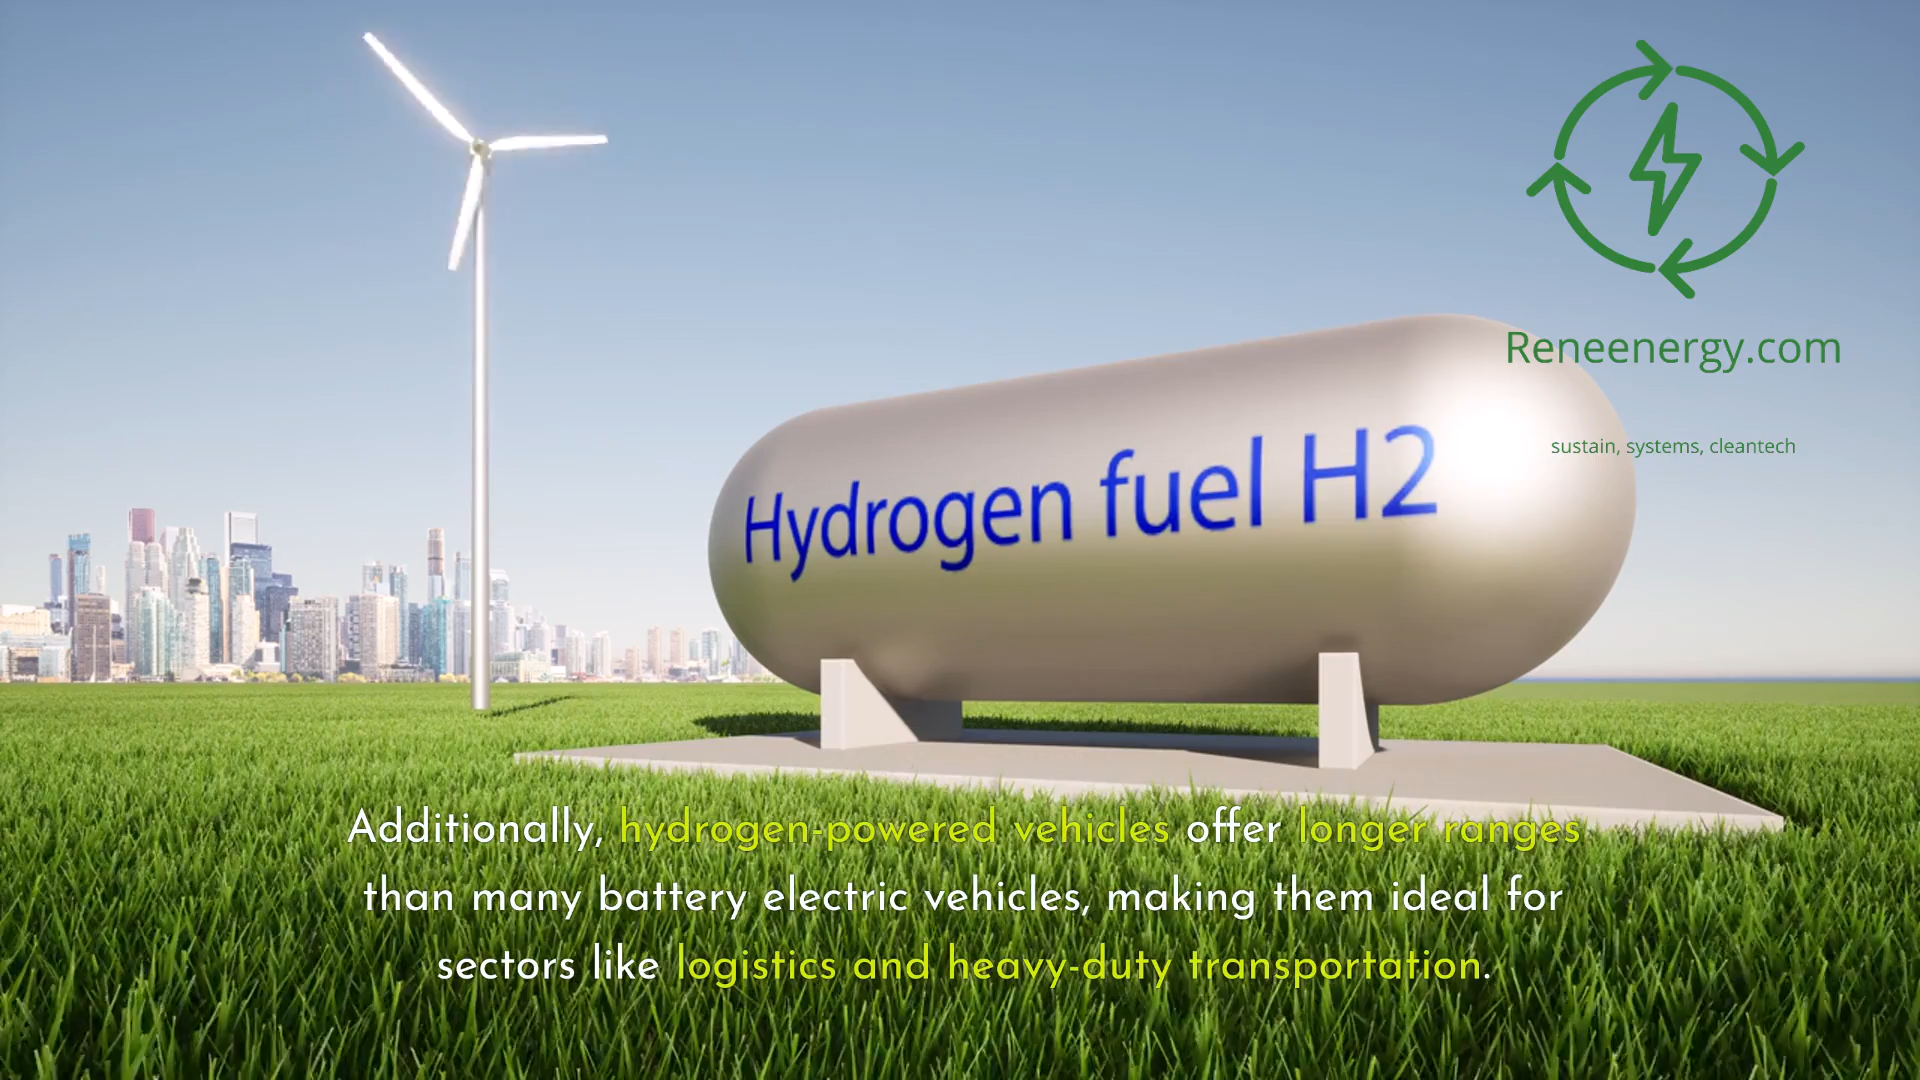 Reneenergy.com
sustain, systems, cleantech
Hydrogen fuel H2
Additionally, hydrogen-powered vehicles offer longer ranges
than many battery electric vehicles, making them ideal for
sectors like logistics and heavy-duty transportation.